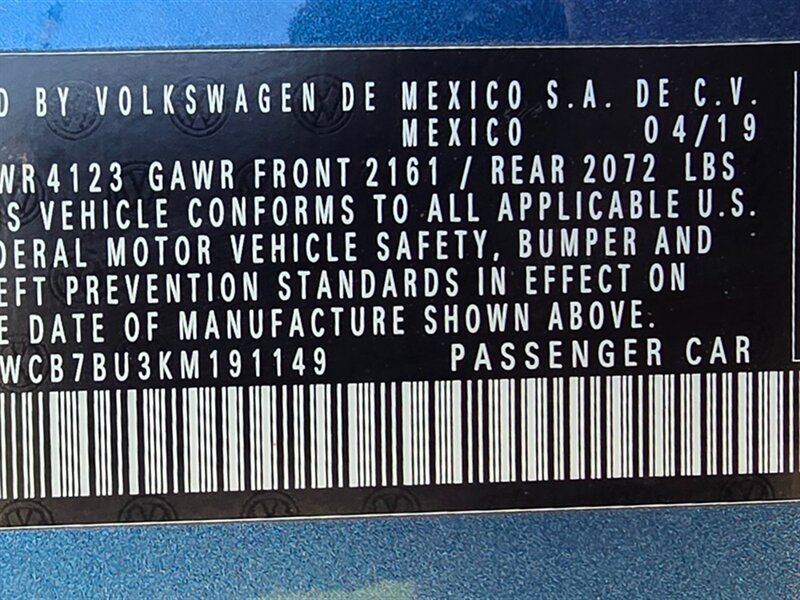 D BY VOLKSWAGEN DE MEXICO S.A. DE C.V.
MEXICO 04/19
WR 4123 GAWR FRONT 2161 / REAR 2072 LBS
S VEHICLE CONFORMS TO ALL APPLICABLE U.S.
DERAL MOTOR VEHICLE SAFETY, BUMPER AND
EFT PREVENTION STANDARDS IN EFFECT ON
E DATE OF MANUFACTURE SHOWN ABOVE.
WCB7BU3KM191149 PASSENGER CAR